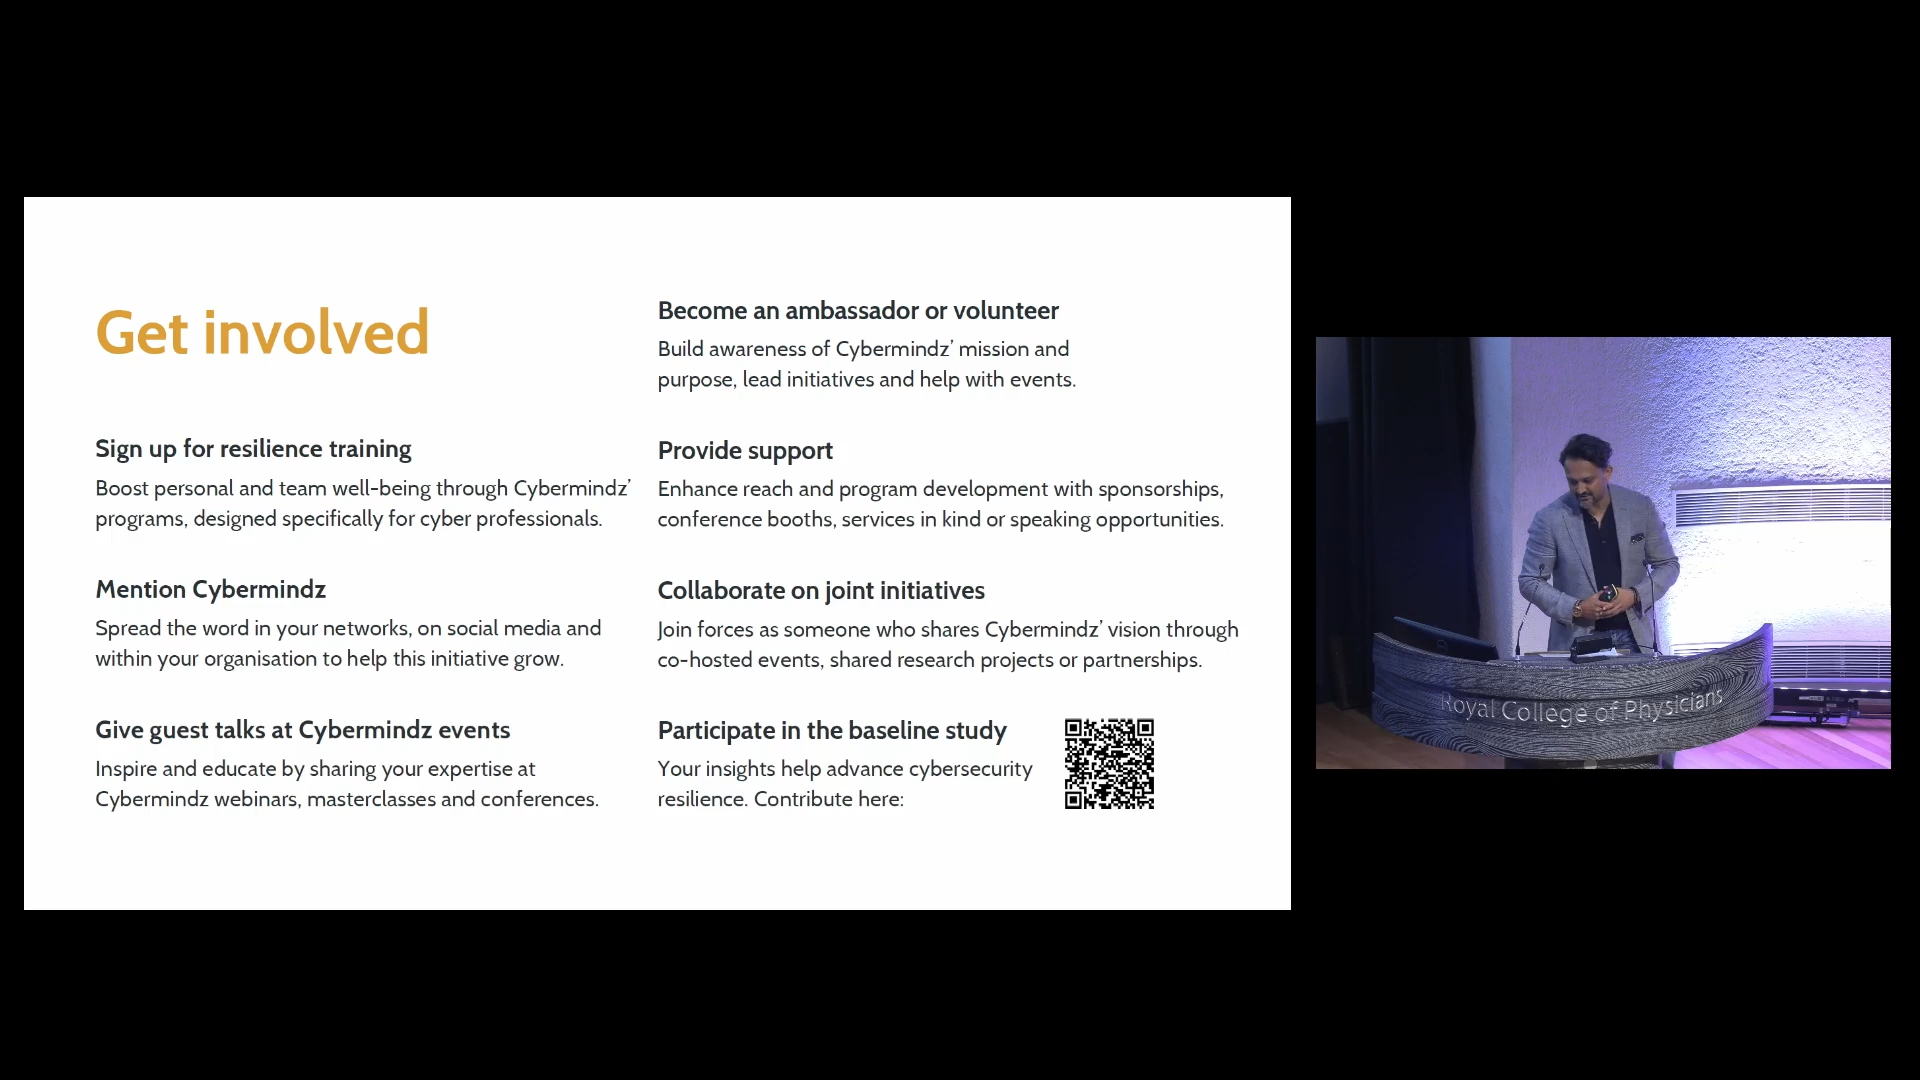 Get involved
Sign up for resilience training
Boost personal and team well-being through Cybermindz’
programs, designed specifically for cyber professionals.
Mention Cybermindz
Spread the word in your networks, on social media and
within your organisation to help this initiative grow.
Give guest talks at Cybermindz events
Inspire and educate by sharing your expertise at
Cybermindz webinars, masterclasses and conferences.
Become an ambassador or volunteer
Build awareness of Cybermindz’ mission and
purpose, lead initiatives and help with events.
Provide support
Enhance reach and program development with sponsorships,
conference booths, services in kind or speaking opportunities.
Collaborate on joint initiatives
Join forces as someone who shares Cybermindz’ vision through
co-hosted events, shared research projects or partnerships.
Participate in the baseline study
Your insights help advance cybersecurity
resilience. Contribute here:
Royal College of Physicians